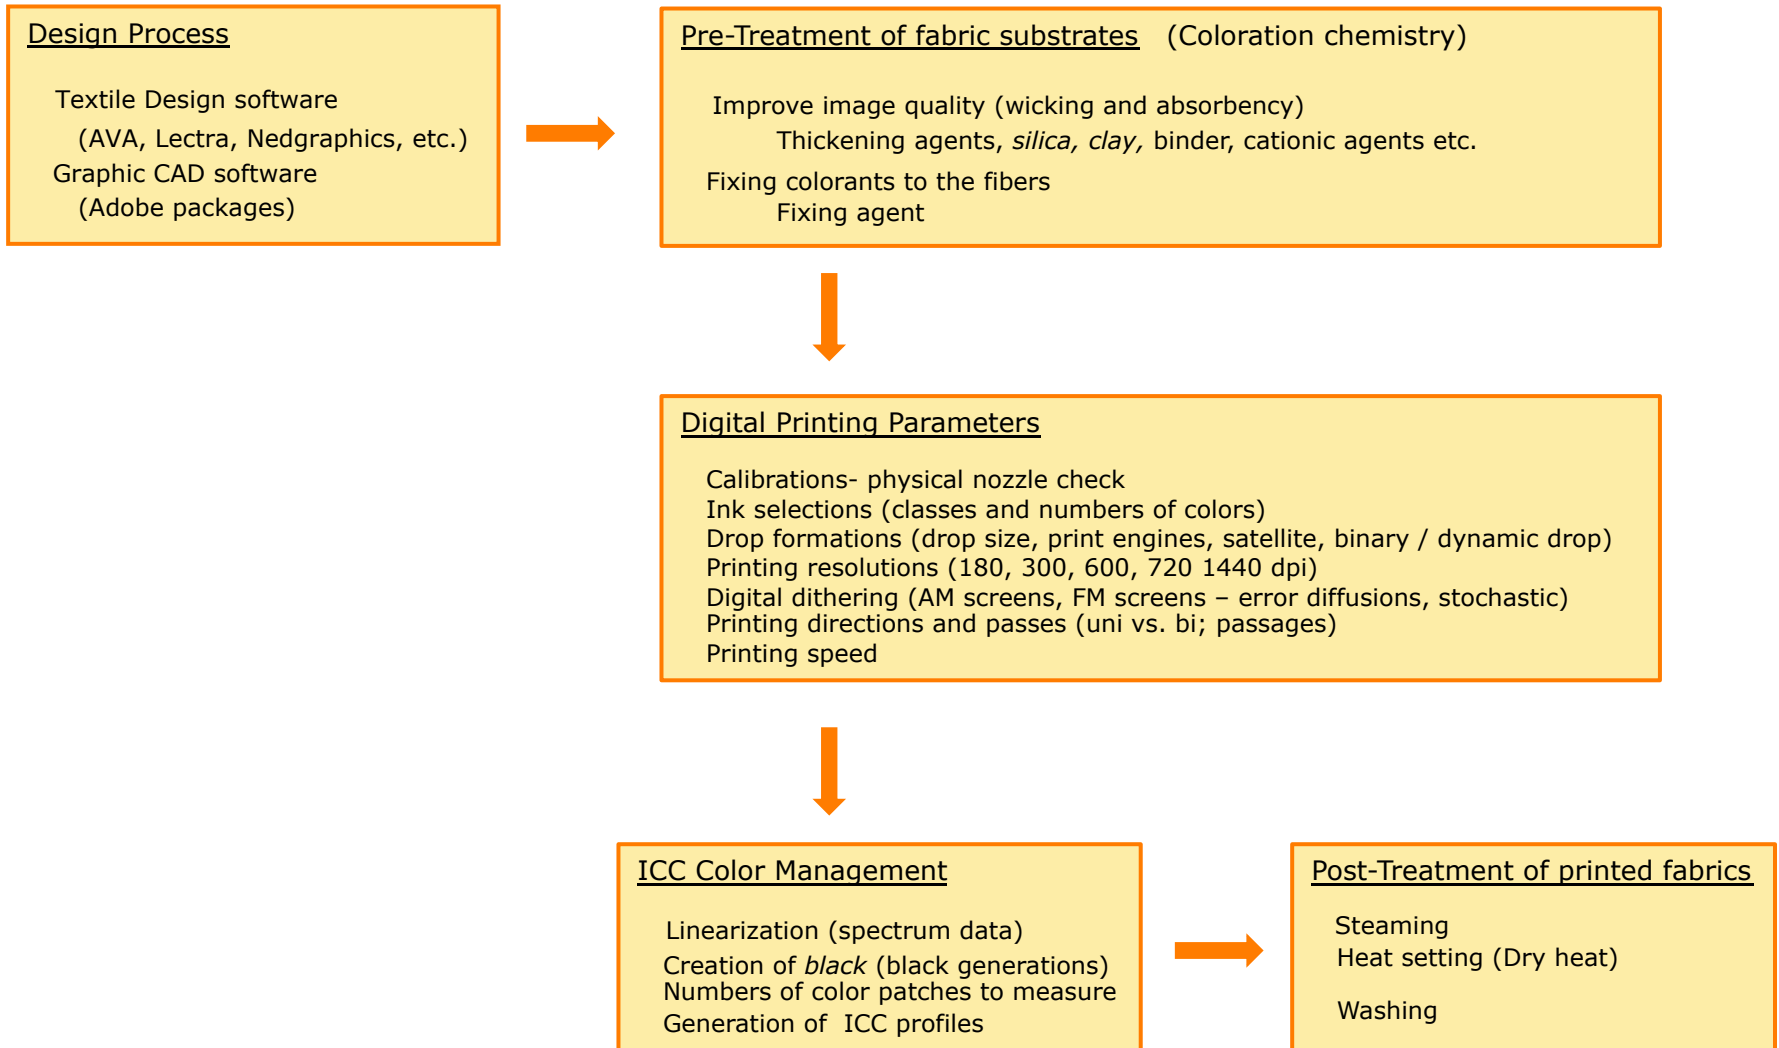 Design Process
Textile Design software
(AVA, Lectra, Nedgraphics, etc.)
Graphic CAD software
(Adobe packages)
Pre-Treatment of fabric substrates (Coloration chemistry)
Improve image quality (wicking and absorbency)
Thickening agents, silica, clay, binder, cationic agents etc.
Fixing colorants to the fibers
Fixing agent
Digital Printing Parameters
Calibrations- physical nozzle check
Ink selections (classes and numbers of colors)
Drop formations (drop size, print engines, satellite, binary / dynamic drop)
Printing resolutions (180, 300, 600, 720 1440 dpi)
Digital dithering (AM screens, FM screens – error diffusions, stochastic)
Printing directions and passes (uni vs. bi; passages)
Printing speed
ICC Color Management
Linearization (spectrum data)
Creation of black (black generations)
Numbers of color patches to measure
Generation of ICC profiles
Post-Treatment of printed fabrics
Steaming
Heat setting (Dry heat)
Washing